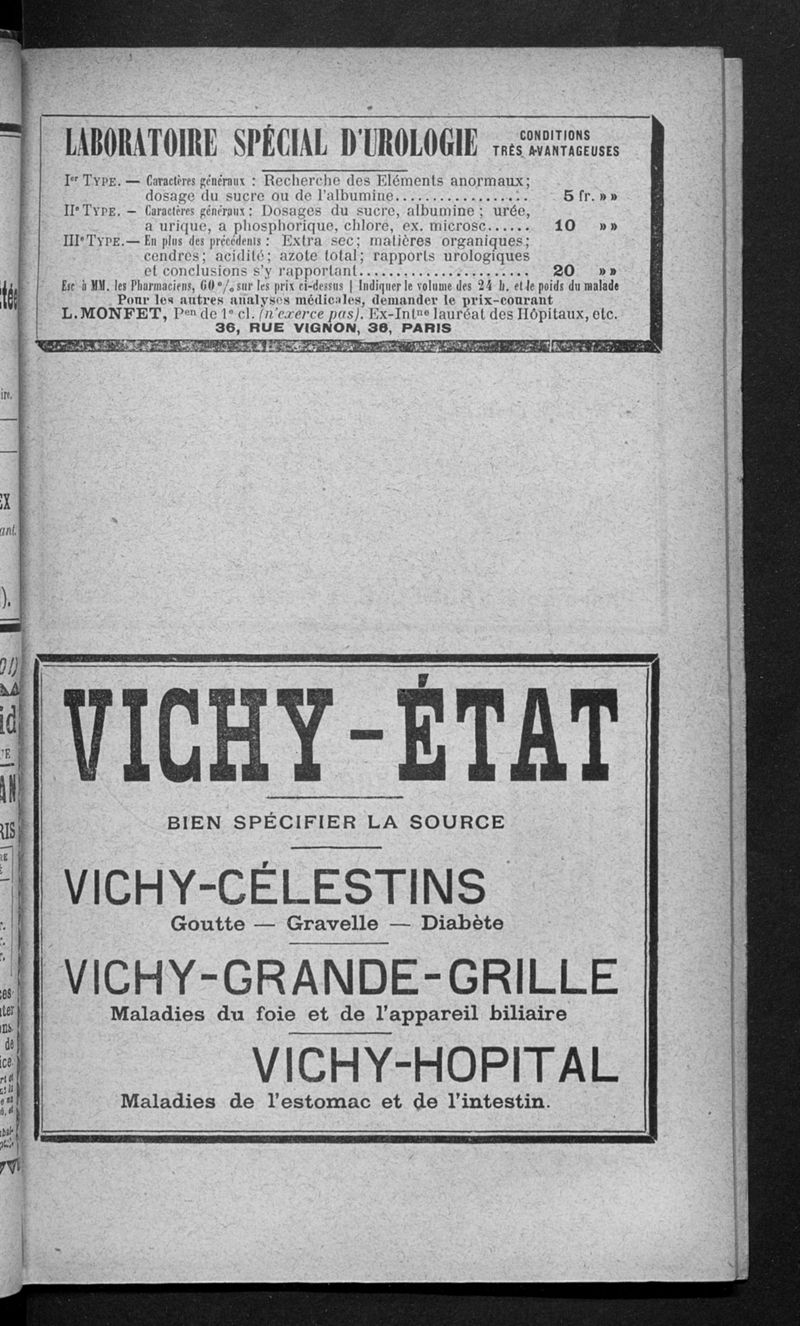 LABORATOIRE SPÉCIAL D'UROLOGIE CONDITIONS TRÈS AVANTAGEUSES
Ier TYPE. — Caractères généraux : Recherche des Eléments anormaux;
dosage du sucre ou de l'albumine.................. 5 fr. »»
IIe TYPE. — Caractères généraux : Dosages du sucre, albumine ; urée,
a urique, a phosphorique, chlore, ex. microsc...... 10 »»
IIIe TYPE. — En plus des précédents : Extra sec; matières organiques;
cendres; acidité; azote total; rapports urologiques
et conclusions s'y rapportant...................... 20 »»
Esc à MM. les Pharmaciens, 60 % sur les prix ci-dessus | Indiquer le volume des 24 h. et le poids du malade
Pour les autres analyses médicales, demander le prix-courant
L. MONFET, Pen de 1e cl. (n'exerce pas). Ex-Intne lauréat des Hôpitaux, etc.
36, RUE VIGNON, 36, PARIS
VICHY-ÉTAT
BIEN SPÉCIFIER LA SOURCE
VICHY-CÉLESTINS
Goutte — Gravelle — Diabète
VICHY-GRANDE-GRILLE
Maladies du foie et de l'appareil biliaire
VICHY-HOPITAL
Maladies de l'estomac et de l'intestin.